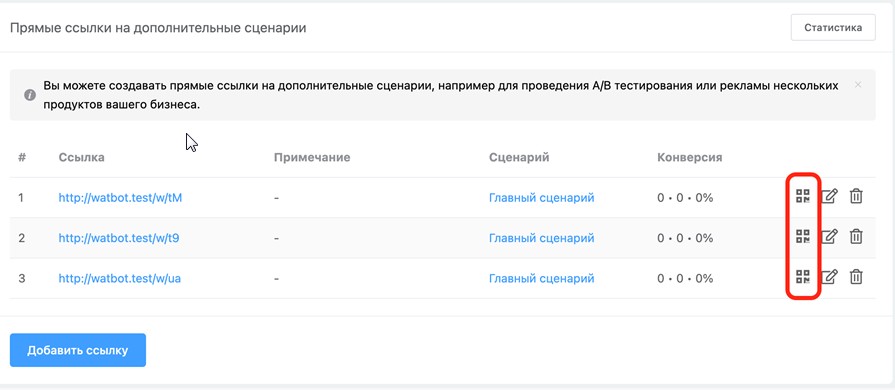 Прямые ссылки на дополнительные сценарии
Статистика
Вы можете создавать прямые ссылки на дополнительные сценарии, например для проведения A/B тестирования или рекламы нескольких
продуктов вашего бизнеса.
# Ссылка Примечание Сценарий Конверсия
1 http://watbot.test/w/tM - Главный сценарий 0 • 0 • 0%
2 http://watbot.test/w/t9 - Главный сценарий 0 • 0 • 0%
3 http://watbot.test/w/ua - Главный сценарий 0 • 0 • 0%
Добавить ссылку